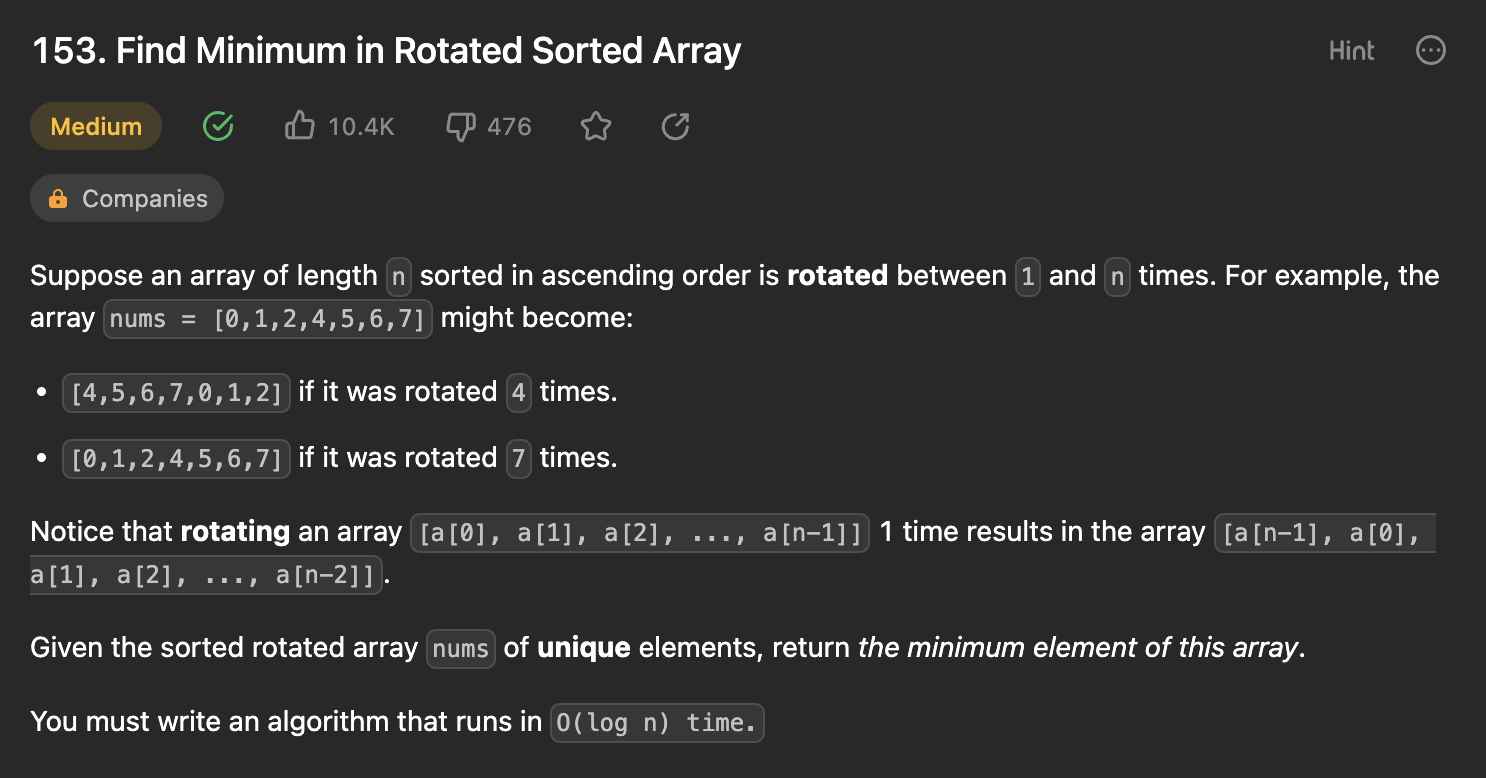 153. Find Minimum in Rotated Sorted Array
Hint
Medium
10.4K
476
Companies
Suppose an array of length n sorted in ascending order is rotated between 1 and n times. For example, the
array nums = [0,1,2,4,5,6,7] might become:
• [4,5,6,7,0,1,2] if it was rotated 4 times.
• [0,1,2,4,5,6,7] if it was rotated 7 times.
Notice that rotating an array [a[0], a[1], a[2], ..., a[n-1]] 1 time results in the array [a[n-1], a[0],
a[1], a[2], ..., a[n-2]].
Given the sorted rotated array nums of unique elements, return the minimum element of this array.
You must write an algorithm that runs in O(log n) time.